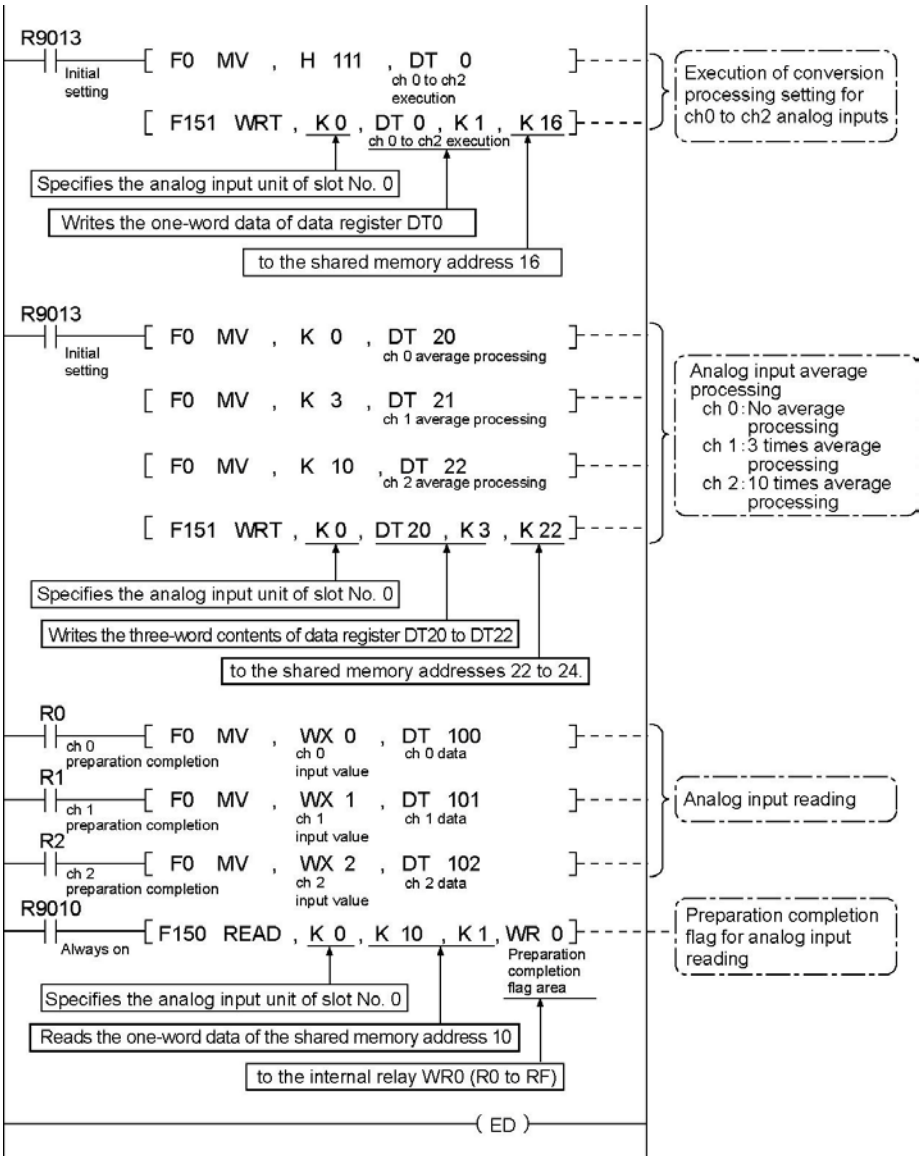 R9013
Initial
setting
[ F0 MV , H 111 , DT 0 ]
ch 0 to ch2
execution
[ F151 WRT , K 0 , DT 0 , K 1 , K 16 ]
ch 0 to ch2 execution
Execution of conversion
processing setting for
ch0 to ch2 analog inputs
Specifies the analog input unit of slot No. 0
Writes the one-word data of data register DT0
to the shared memory address 16
R9013
Initial
setting
[ F0 MV , K 0 , DT 20 ]
ch 0 average processing
[ F0 MV , K 3 , DT 21 ]
ch 1 average processing
[ F0 MV , K 10 , DT 22 ]
ch 2 average processing
[ F151 WRT , K 0 , DT 20 , K 3 , K 22 ]
Analog input average
processing
ch 0 : No average
processing
ch 1 : 3 times average
processing
ch 2 : 10 times average
processing
Specifies the analog input unit of slot No. 0
Writes the three-word contents of data register DT20 to DT22
to the shared memory addresses 22 to 24.
R0
ch 0
preparation completion
[ F0 MV , WX 0 , DT 100 ]
ch 0
input value
ch 0 data
R1
ch 1
preparation completion
[ F0 MV , WX 1 , DT 101 ]
ch 1
input value
ch 1 data
Analog input reading
R2
ch 2
preparation completion
[ F0 MV , WX 2 , DT 102 ]
ch 2
input value
ch 2 data
R9010
Always on
[ F150 READ , K 0 , K 10 , K 1 , WR 0 ]
Preparation
completion
flag area
Preparation completion
flag for analog input
reading
Specifies the analog input unit of slot No. 0
Reads the one-word data of the shared memory address 10
to the internal relay WR0 (R0 to RF)
( ED )